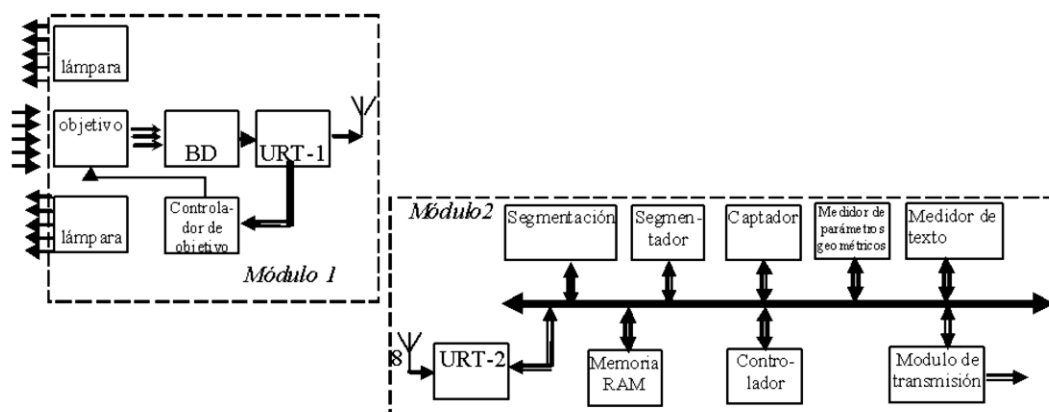 lámpara
objetivo
BD
URT-1
lámpara
Controla-
dor de
objetivo
Módulo 1
Módulo2
Segmentación
Segmen-
tador
Captador
Medidor de
parámetros
geométricos
Medidor de
texto
8
URT-2
Memoria
RAM
Contro-
lador
Modulo de
transmisión